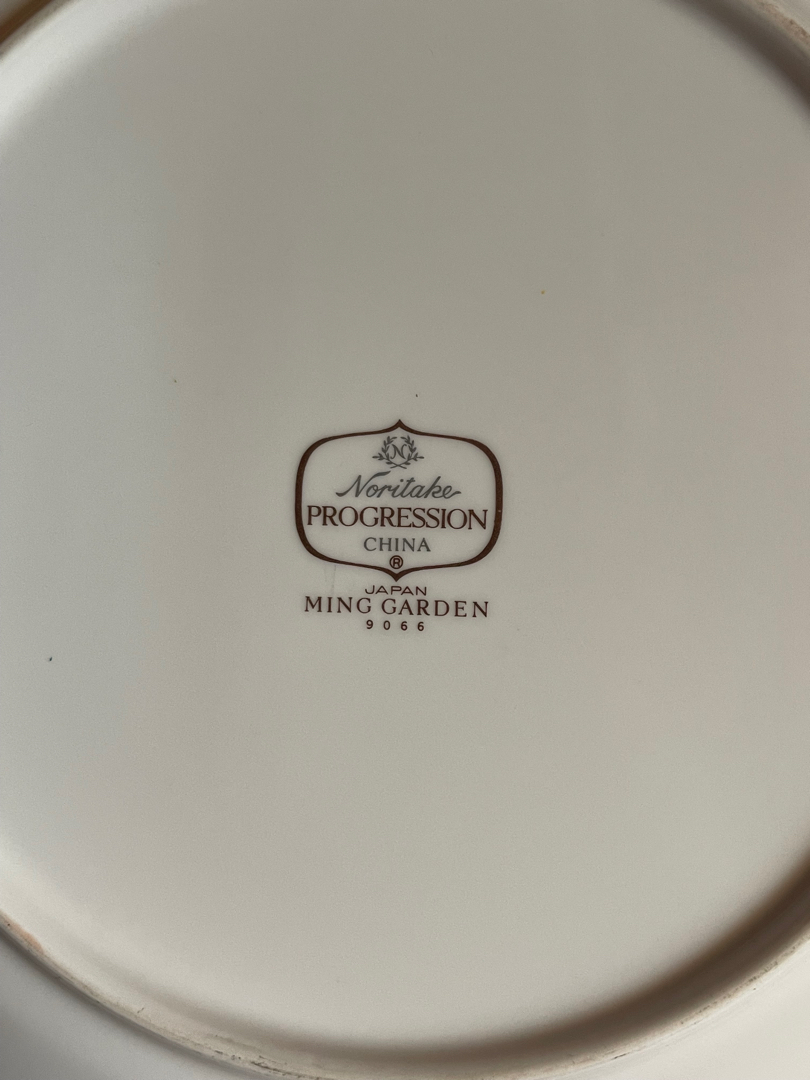 N
Noritake
PROGRESSION
CHINA
®
JAPAN
MING GARDEN
9066